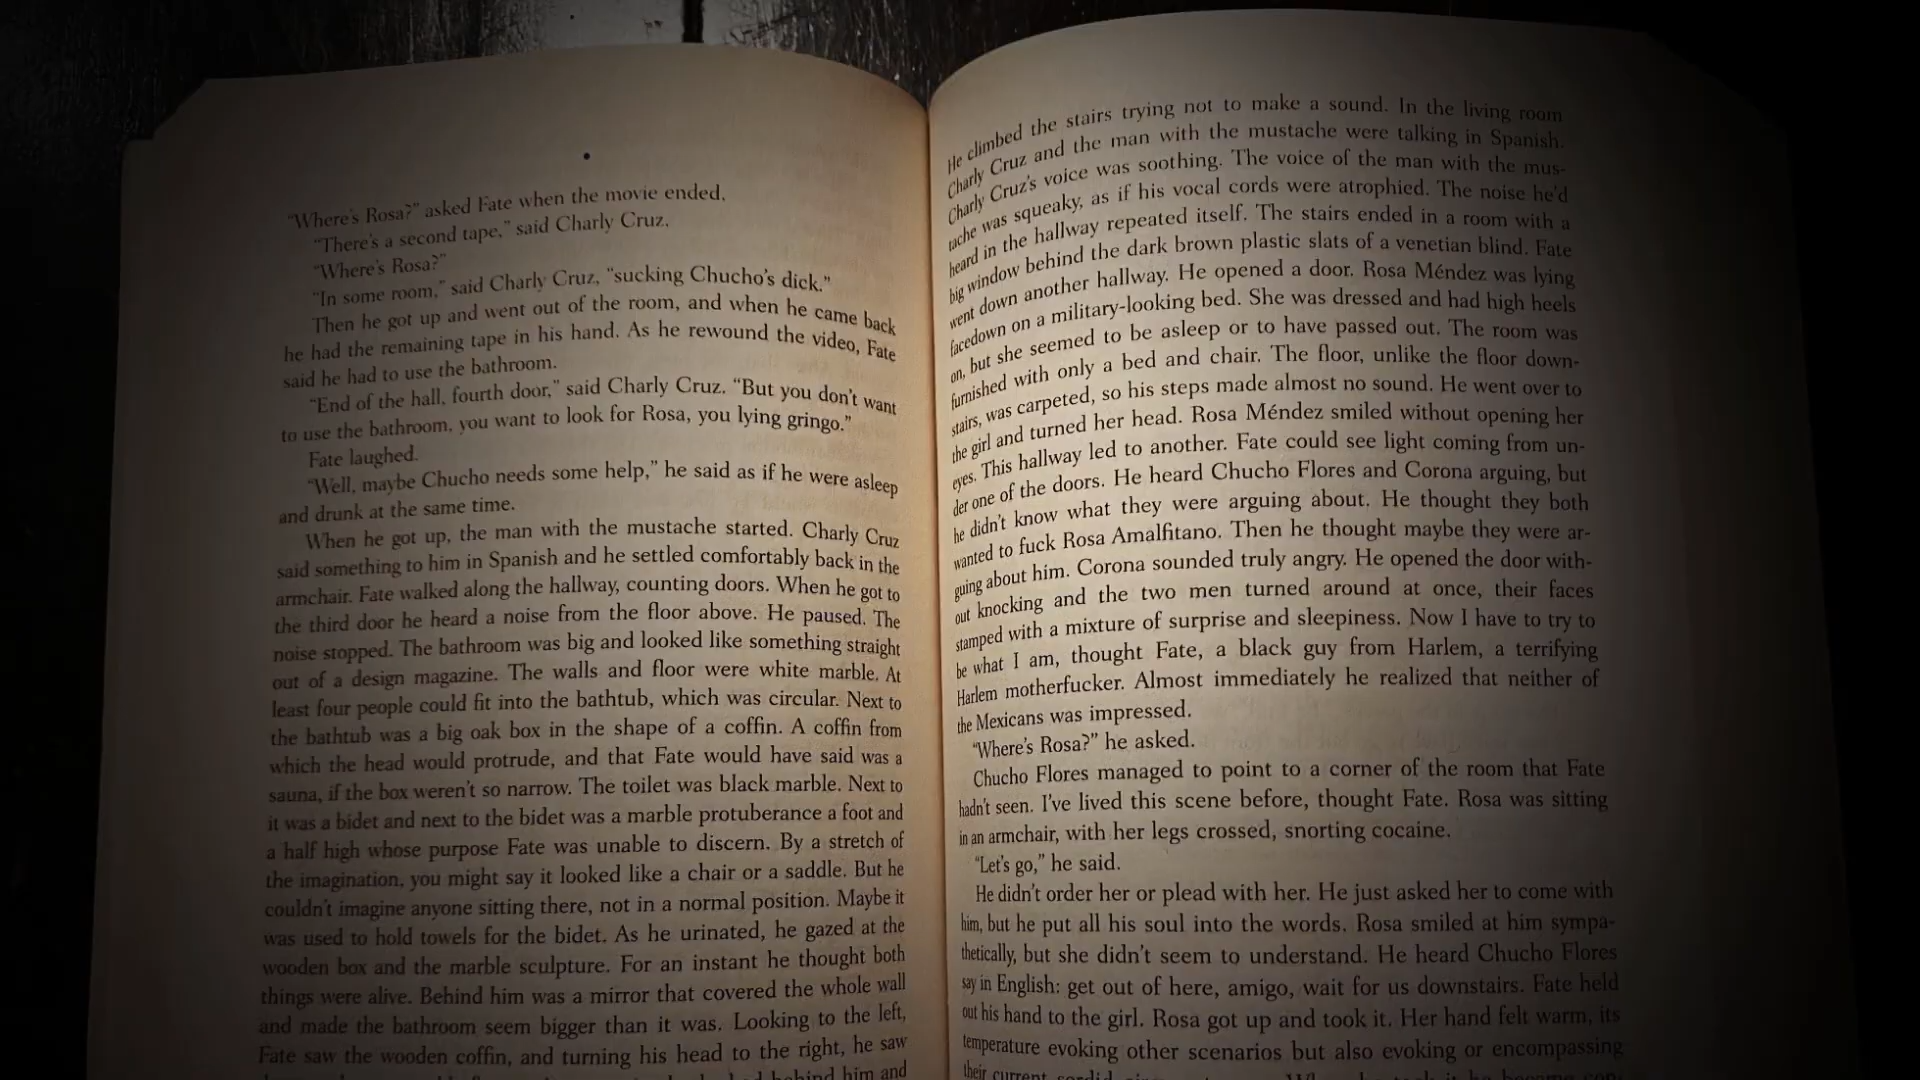 “Where’s Rosa?” asked Fate when the movie ended.
“There’s a second tape,” said Charly Cruz.
“Where’s Rosa?”
“In some room,” said Charly Cruz, “sucking Chucho’s dick.”
Then he got up and went out of the room, and when he came back
he had the remaining tape in his hand. As he rewound the video, Fate
said he had to use the bathroom.
“End of the hall, fourth door,” said Charly Cruz. “But you don’t want
to use the bathroom, you want to look for Rosa, you lying gringo.”
Fate laughed.
“Well, maybe Chucho needs some help,” he said as if he were asleep
and drunk at the same time.
When he got up, the man with the mustache started. Charly Cruz
said something to him in Spanish and he settled comfortably back in the
armchair. Fate walked along the hallway, counting doors. When he got to
the third door he heard a noise from the floor above. He paused. The
noise stopped. The bathroom was big and looked like something straight
out of a design magazine. The walls and floor were white marble. At
least four people could fit into the bathtub, which was circular. Next to
the bathtub was a big oak box in the shape of a coffin. A coffin from
which the head would protrude, and that Fate would have said was a
sauna, if the box weren’t so narrow. The toilet was black marble. Next to
it was a bidet and next to the bidet was a marble protuberance a foot and
a half high whose purpose Fate was unable to discern. By a stretch of
the imagination, you might say it looked like a chair or a saddle. But he
couldn’t imagine anyone sitting there, not in a normal position. Maybe it
was used to hold towels for the bidet. As he urinated, he gazed at the
wooden box and the marble sculpture. For an instant he thought both
things were alive. Behind him was a mirror that covered the whole wall
and made the bathroom seem bigger than it was. Looking to the left,
Fate saw the wooden coffin, and turning his head to the right, he saw
behind him and
He climbed the stairs trying not to make a sound. In the living room
Charly Cruz and the man with the mustache were talking in Spanish.
Charly Cruz’s voice was soothing. The voice of the man with the mus-
tache was squeaky, as if his vocal cords were atrophied. The noise he’d
heard in the hallway repeated itself. The stairs ended in a room with a
big window behind the dark brown plastic slats of a venetian blind. Fate
went down another hallway. He opened a door. Rosa Méndez was lying
facedown on a military-looking bed. She was dressed and had high heels
on, but she seemed to be asleep or to have passed out. The room was
furnished with only a bed and chair. The floor, unlike the floor down-
stairs, was carpeted, so his steps made almost no sound. He went over to
the girl and turned her head. Rosa Méndez smiled without opening her
eyes. This hallway led to another. Fate could see light coming from un-
der one of the doors. He heard Chucho Flores and Corona arguing, but
he didn’t know what they were arguing about. He thought they both
wanted to fuck Rosa Amalfitano. Then he thought maybe they were ar-
guing about him. Corona sounded truly angry. He opened the door with-
out knocking and the two men turned around at once, their faces
stamped with a mixture of surprise and sleepiness. Now I have to try to
be what I am, thought Fate, a black guy from Harlem, a terrifying
Harlem motherfucker. Almost immediately he realized that neither of
the Mexicans was impressed.
“Where’s Rosa?” he asked.
Chucho Flores managed to point to a corner of the room that Fate
hadn’t seen. I’ve lived this scene before, thought Fate. Rosa was sitting
in an armchair, with her legs crossed, snorting cocaine.
“Let’s go,” he said.
He didn’t order her or plead with her. He just asked her to come with
him, but he put all his soul into the words. Rosa smiled at him sympa-
thetically, but she didn’t seem to understand. He heard Chucho Flores
say in English: get out of here, amigo, wait for us downstairs. Fate held
out his hand to the girl. Rosa got up and took it. Her hand felt warm, its
temperature evoking other scenarios but also evoking or encompassing
their current